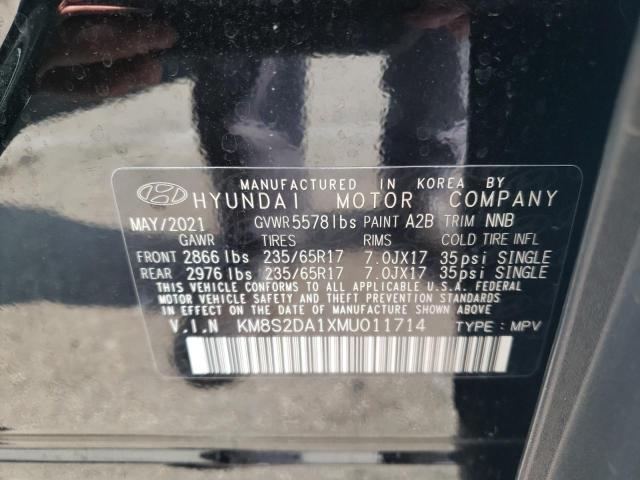 MANUFACTURED IN KOREA BY
HYUNDAI MOTOR COMPANY
MAY/2021 GVWR 5578 lbs PAINT A2B TRIM NNB
GAWR TIRES RIMS COLD TIRE INFL
FRONT 2866 lbs 235/65R17 7.0JX17 35psi SINGLE
REAR 2976 lbs 235/65R17 7.0JX17 35psi SINGLE
THIS VEHICLE CONFORMS TO ALL APPLICABLE U.S.A. FEDERAL
MOTOR VEHICLE SAFETY, BUMPER, AND THEFT PREVENTION STANDARDS
IN EFFECT ON THE DATE OF MANUFACTURE SHOWN ABOVE.
V.I.N KM8S2DA1XMU011714 TYPE : MPV